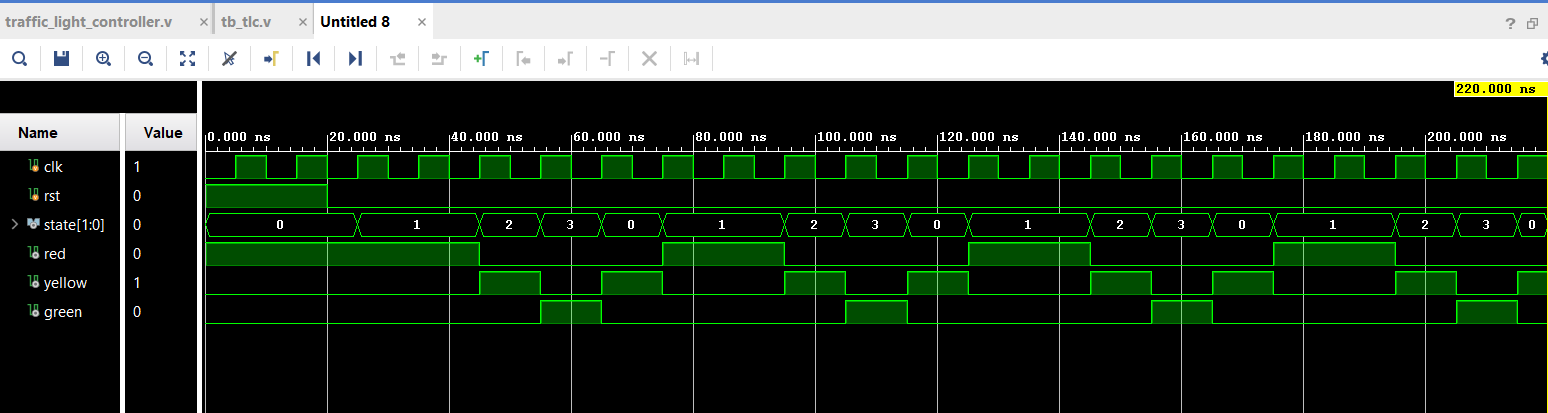 traffic_light_controller.v × tb_tlc.v × Untitled 8 ×
?
220.000 ns
Name Value
0.000 ns 20.000 ns 40.000 ns 60.000 ns 80.000 ns 100.000 ns 120.000 ns 140.000 ns 160.000 ns 180.000 ns 200.000 ns
clk 1
rst 0
state[1:0] 0 0 1 2 3 0 1 2 3 0 1 2 3 0 1 2 3 0
red 0
yellow 1
green 0